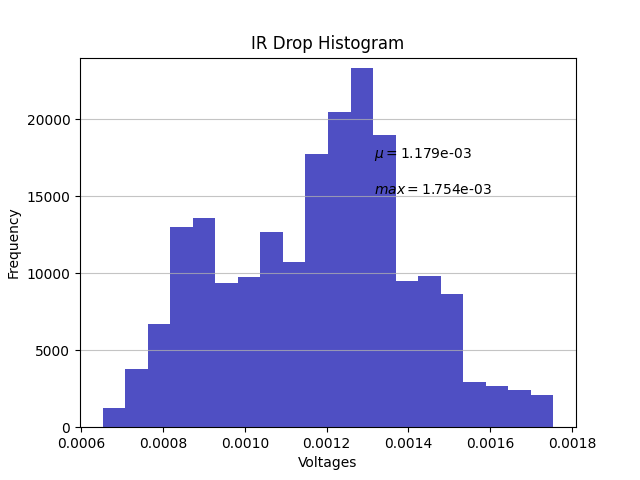 IR Drop Histogram
Frequency
20000
15000
10000
5000
0
μ = 1.179e-03
max = 1.754e-03
0.0006 0.0008 0.0010 0.0012 0.0014 0.0016 0.0018
Voltages